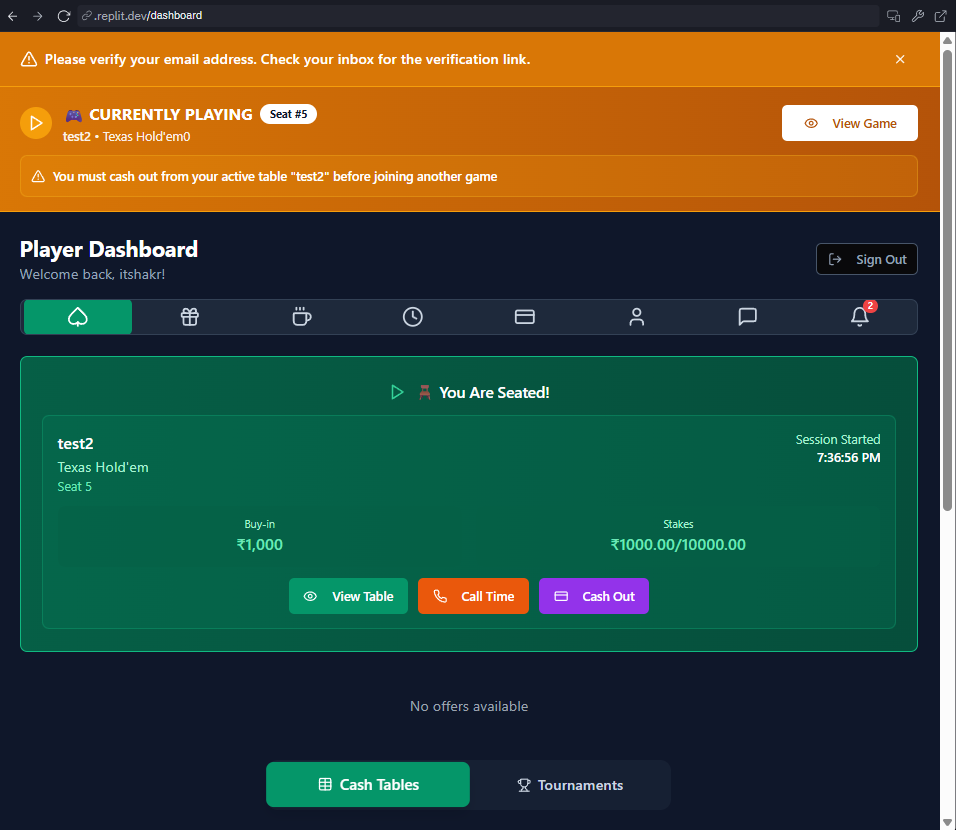 .replit.dev/dashboard
Please verify your email address. Check your inbox for the verification link.
CURRENTLY PLAYING Seat #5
test2 • Texas Hold'em0
View Game
You must cash out from your active table "test2" before joining another game
Player Dashboard
Welcome back, itshakr!
Sign Out
2
You Are Seated!
test2
Texas Hold'em
Seat 5
Session Started
7:36:56 PM
Buy-in
₹1,000
Stakes
₹1000.00/10000.00
View Table
Call Time
Cash Out
No offers available
Cash Tables
Tournaments